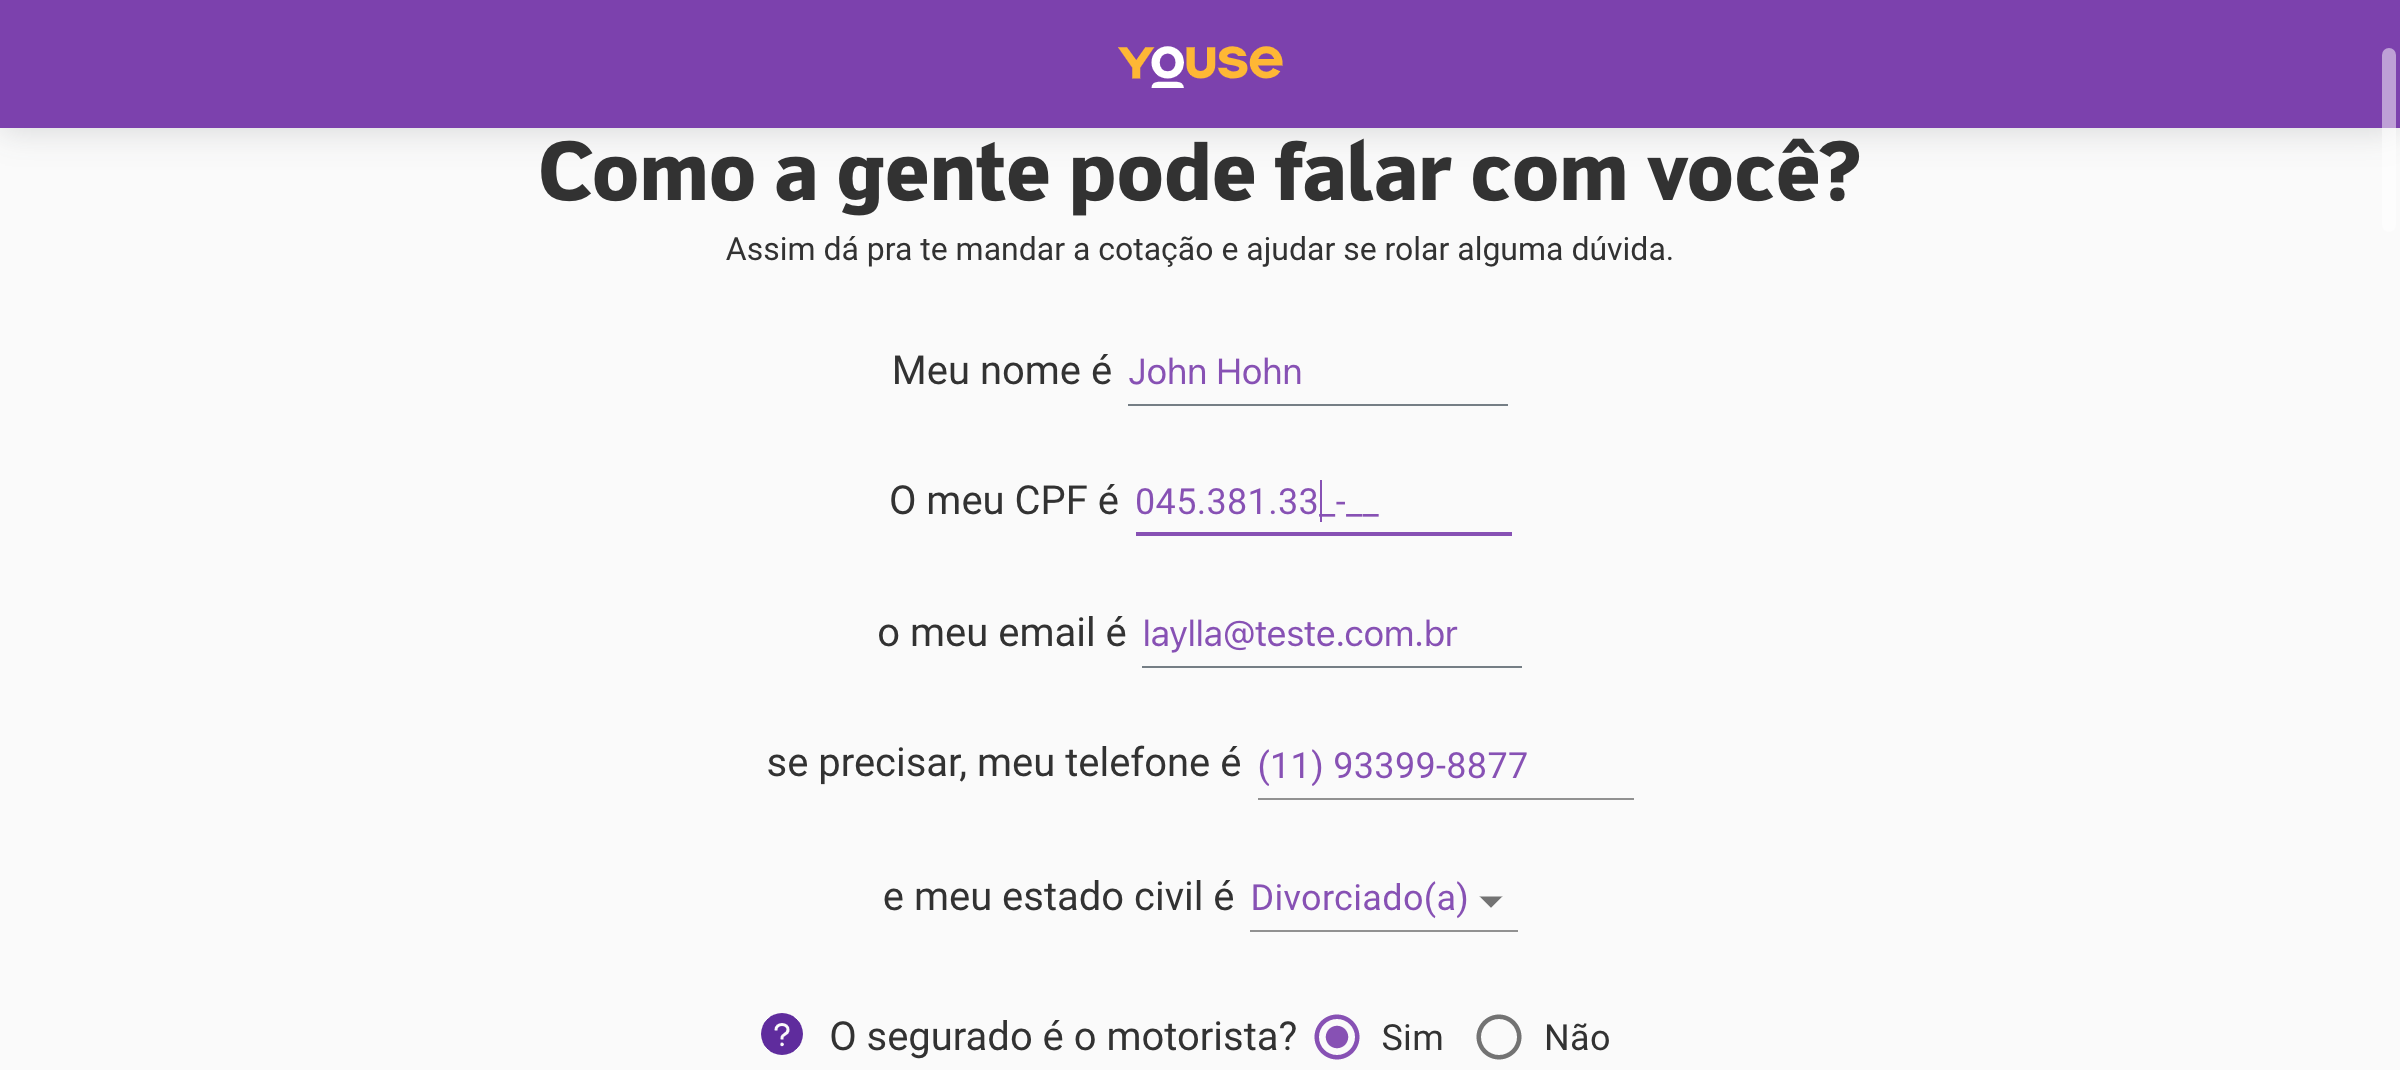 youse
Como a gente pode falar com você?
Assim dá pra te mandar a cotação e ajudar se rolar alguma dúvida.
Meu nome é John Hohn
O meu CPF é 045.381.33_-__
o meu email é laylla@teste.com.br
se precisar, meu telefone é (11) 93399-8877
e meu estado civil é Divorciado(a)
? O segurado é o motorista? Sim Não